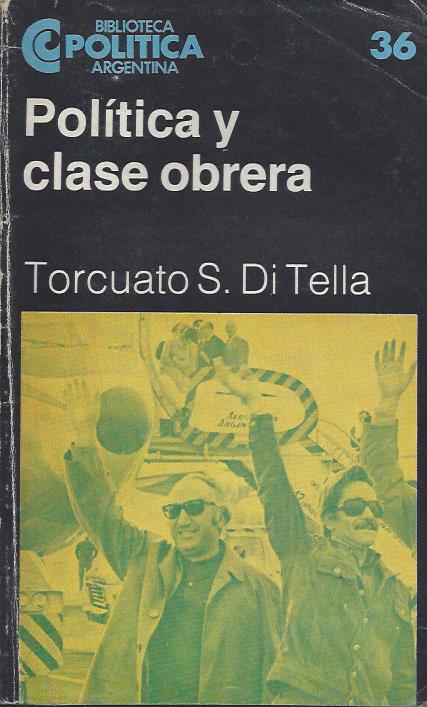 BIBLIOTECA
POLITICA
ARGENTINA
36
Política y
clase obrera
Torcuato S. Di Tella